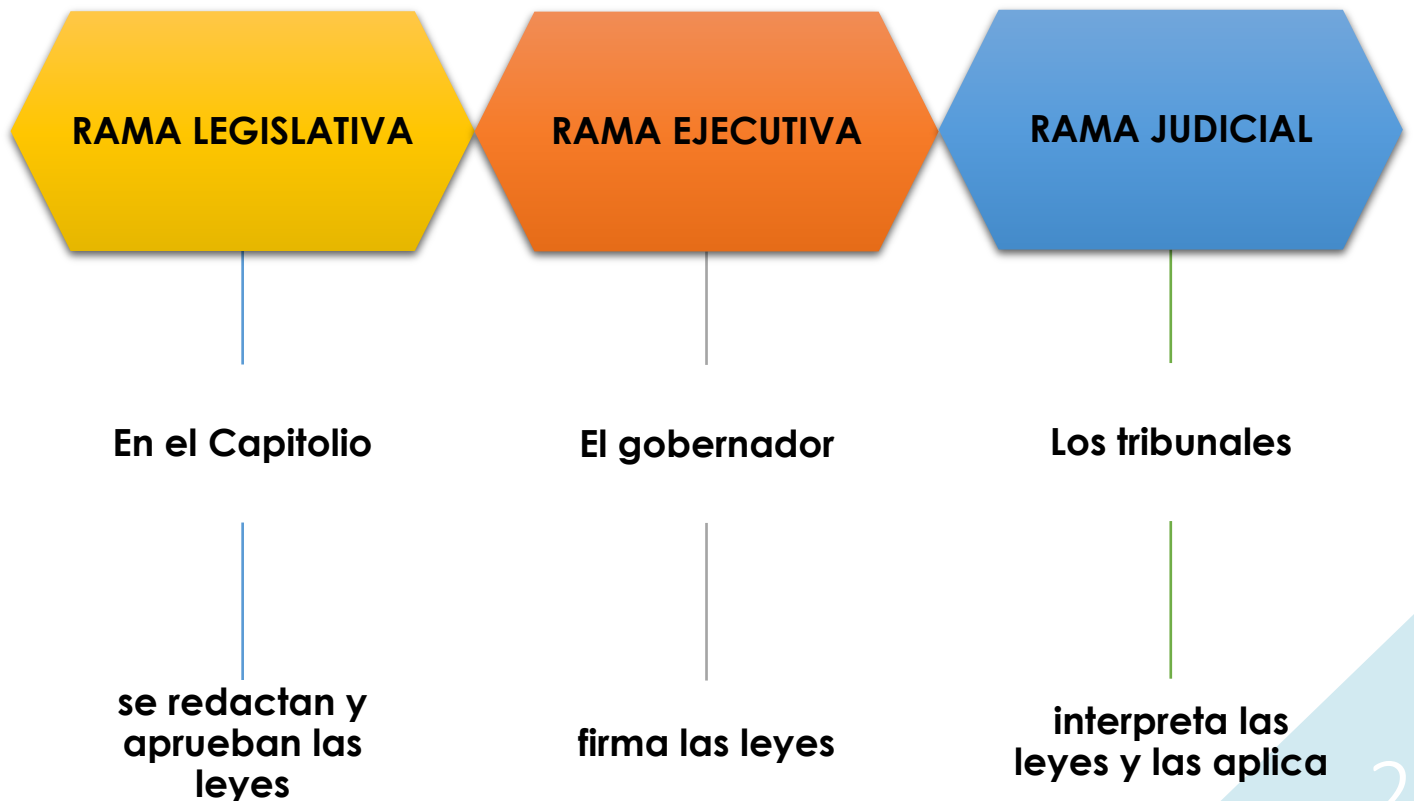 RAMA LEGISLATIVA
RAMA EJECUTIVA
RAMA JUDICIAL
En el Capitolio
El gobernador
Los tribunales
se redactan y
aprueban las
leyes
firma las leyes
interpreta las
leyes y las aplica
2